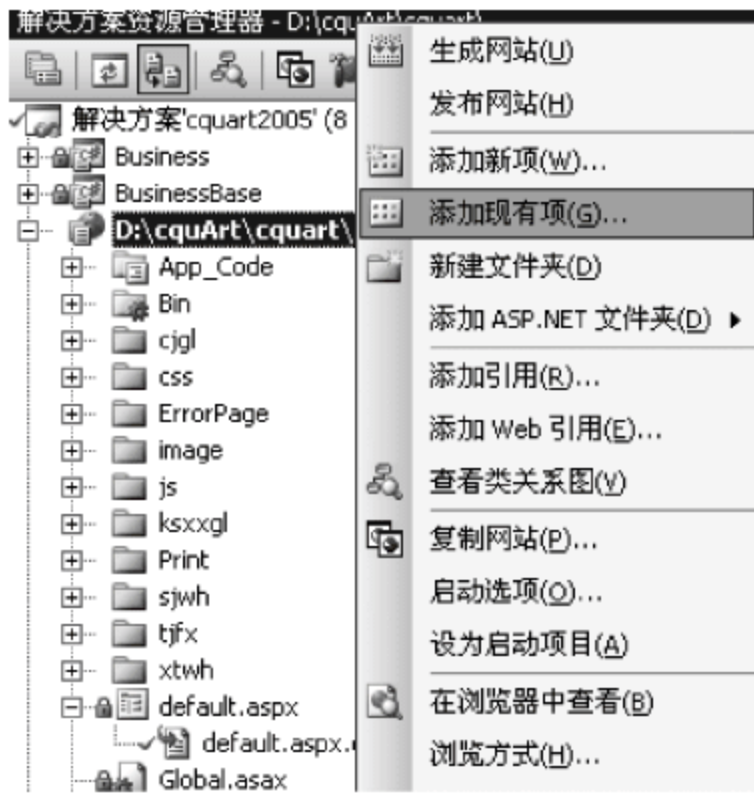 解决方案资源管理器 - D:\cquArt\cquart\
解决方案'cquart2005' (8
Business
BusinessBase
D:\cquArt\cquart\
App_Code
Bin
cjgl
css
ErrorPage
image
js
ksxxgl
Print
sjwh
tjfx
xtwh
default.aspx
default.aspx.
Global.asax
生成网站(U)
发布网站(H)
添加新项(W)...
添加现有项(G)...
新建文件夹(D)
添加 ASP.NET 文件夹(D)
添加引用(R)...
添加 Web 引用(E)...
查看类关系图(V)
复制网站(P)...
启动选项(O)...
设为启动项目(A)
在浏览器中查看(B)
浏览方式(H)...